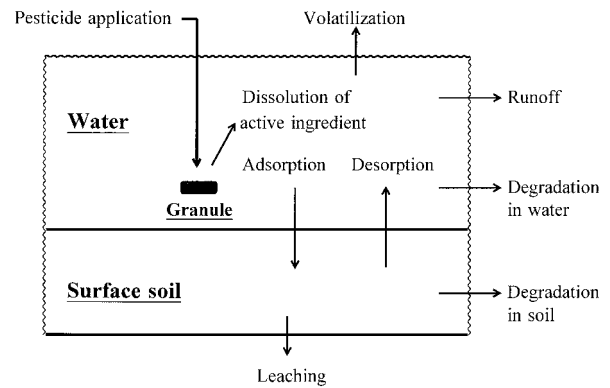 Pesticide application
Volatilization
Dissolution of
active ingredient
Runoff
Water
Adsorption
Desorption
Granule
Degradation
in water
Surface soil
Degradation
in soil
Leaching